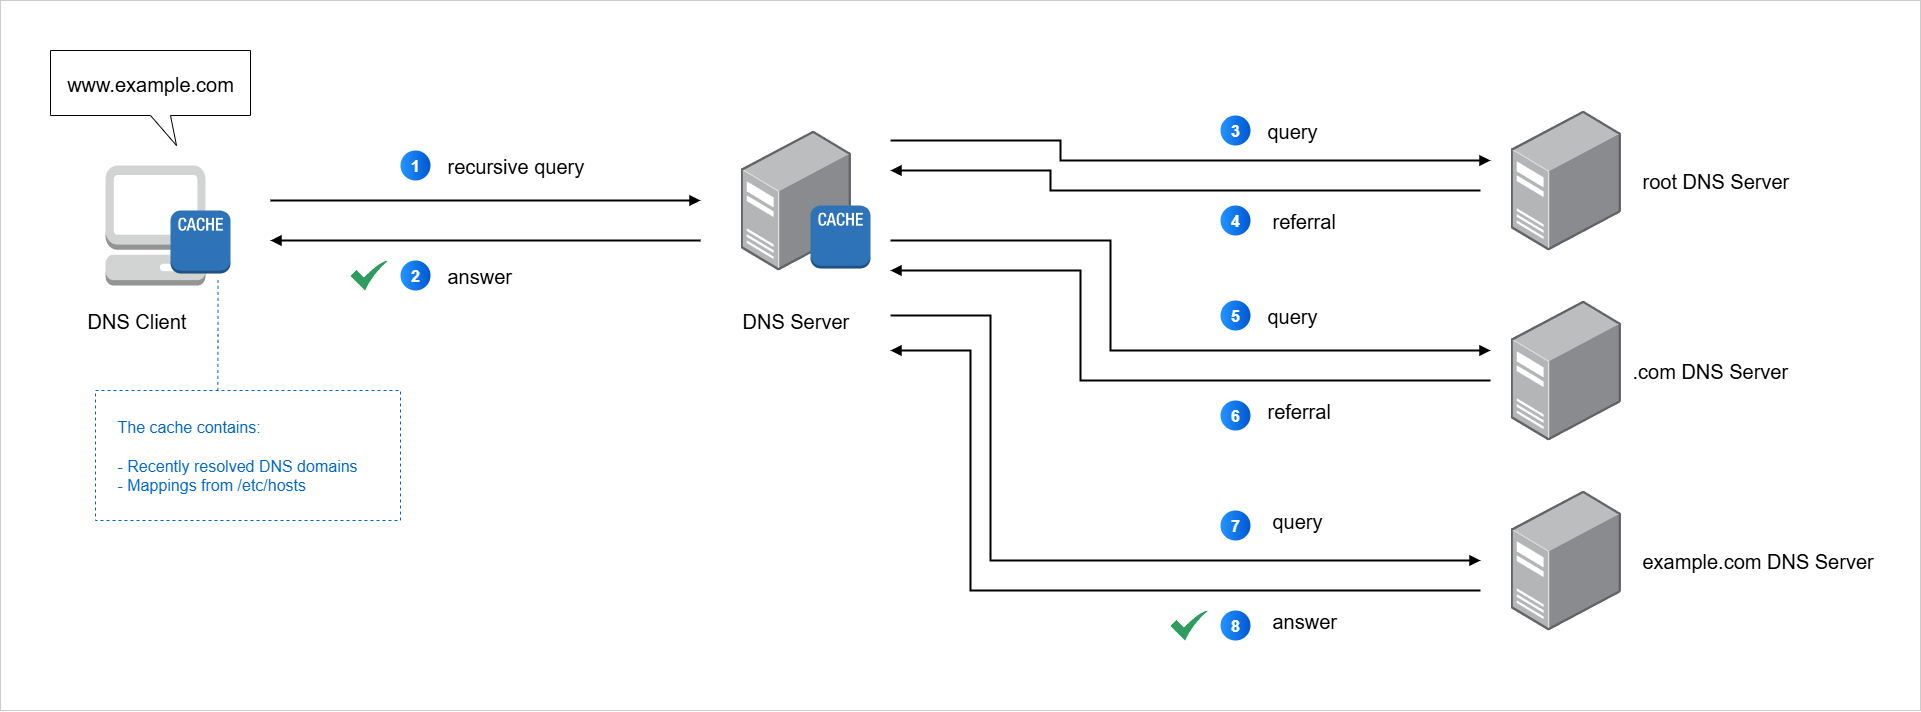 www.example.com
CACHE
DNS Client
1 recursive query
2 answer
The cache contains:
- Recently resolved DNS domains
- Mappings from /etc/hosts
CACHE
DNS Server
3 query
4 referral
root DNS Server
5 query
6 referral
.com DNS Server
7 query
8 answer
example.com DNS Server